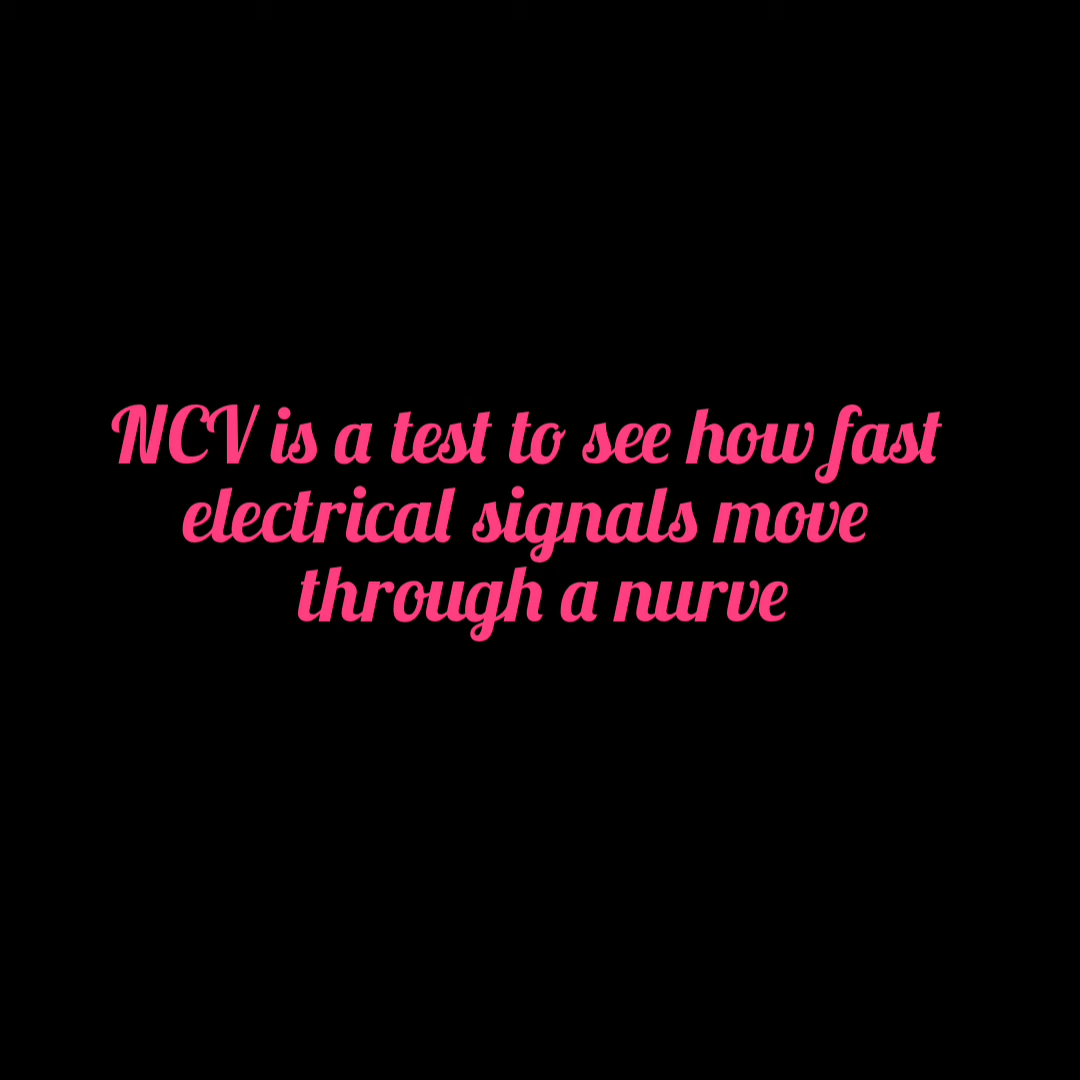 NCV is a test to see how fast
electrical signals move
through a nurve